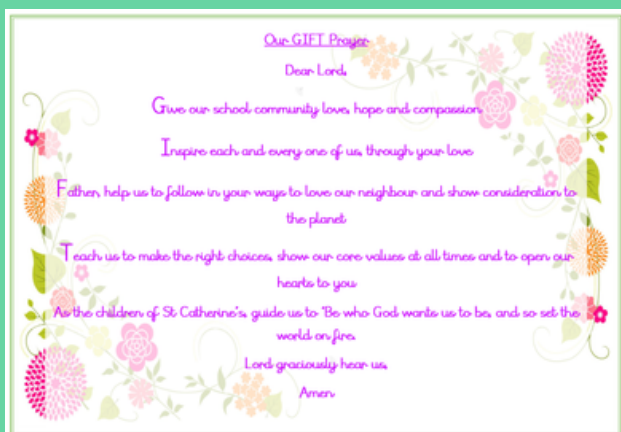 Our GIFT Prayer
Dear Lord,
Give our school community love, hope and compassion
Inspire each and every one of us, through your love
Father, help us to follow in your ways to love our neighbour and show consideration to
the planet
Teach us to make the right choices, show our core values at all times and to open our
hearts to you
As the children of St Catherine's, guide us to 'Be who God wants us to be, and so set the
world on fire,
Lord graciously hear us,
Amen